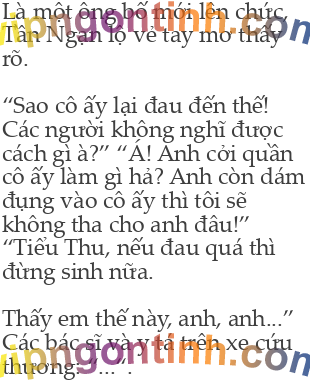 Là một ông bố mới lên chức,
Tần Ngạn lộ vẻ tay mơ thấy
rõ.
“Sao cô ấy lại đau đến thế!
Các người không nghĩ được
cách gì à?” “Á! Anh cởi quần
cô ấy làm gì hả? Anh còn dám
đụng vào cô ấy thì tôi sẽ
không tha cho anh đâu!”
“Tiểu Thu, nếu đau quá thì
đừng sinh nữa.
Thấy em thế này, anh, anh...”
Các bác sĩ và y tá trên xe cứu
thương: “...”.
vipngontinh.com
vipngontinh.com